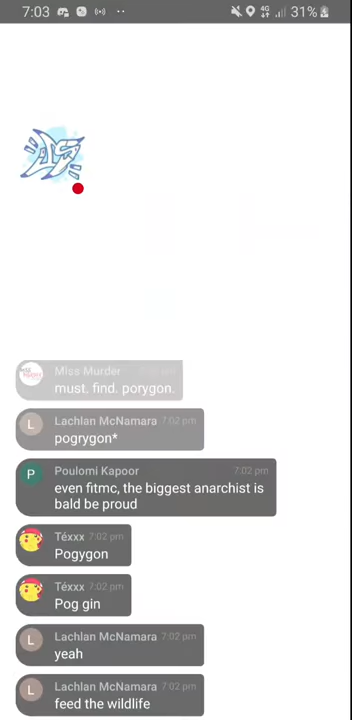 7:03
4G
31%
Miss Murder
must. find. porygon.
L
Lachlan McNamara 7:02 pm
pogrygon*
P
Poulomi Kapoor 7:02 pm
even fitmc, the biggest anarchist is
bald be proud
Téxxx 7:02 pm
Pogygon
Téxxx 7:02 pm
Pog gin
L
Lachlan McNamara 7:02 pm
yeah
L
Lachlan McNamara 7:02 pm
feed the wildlife